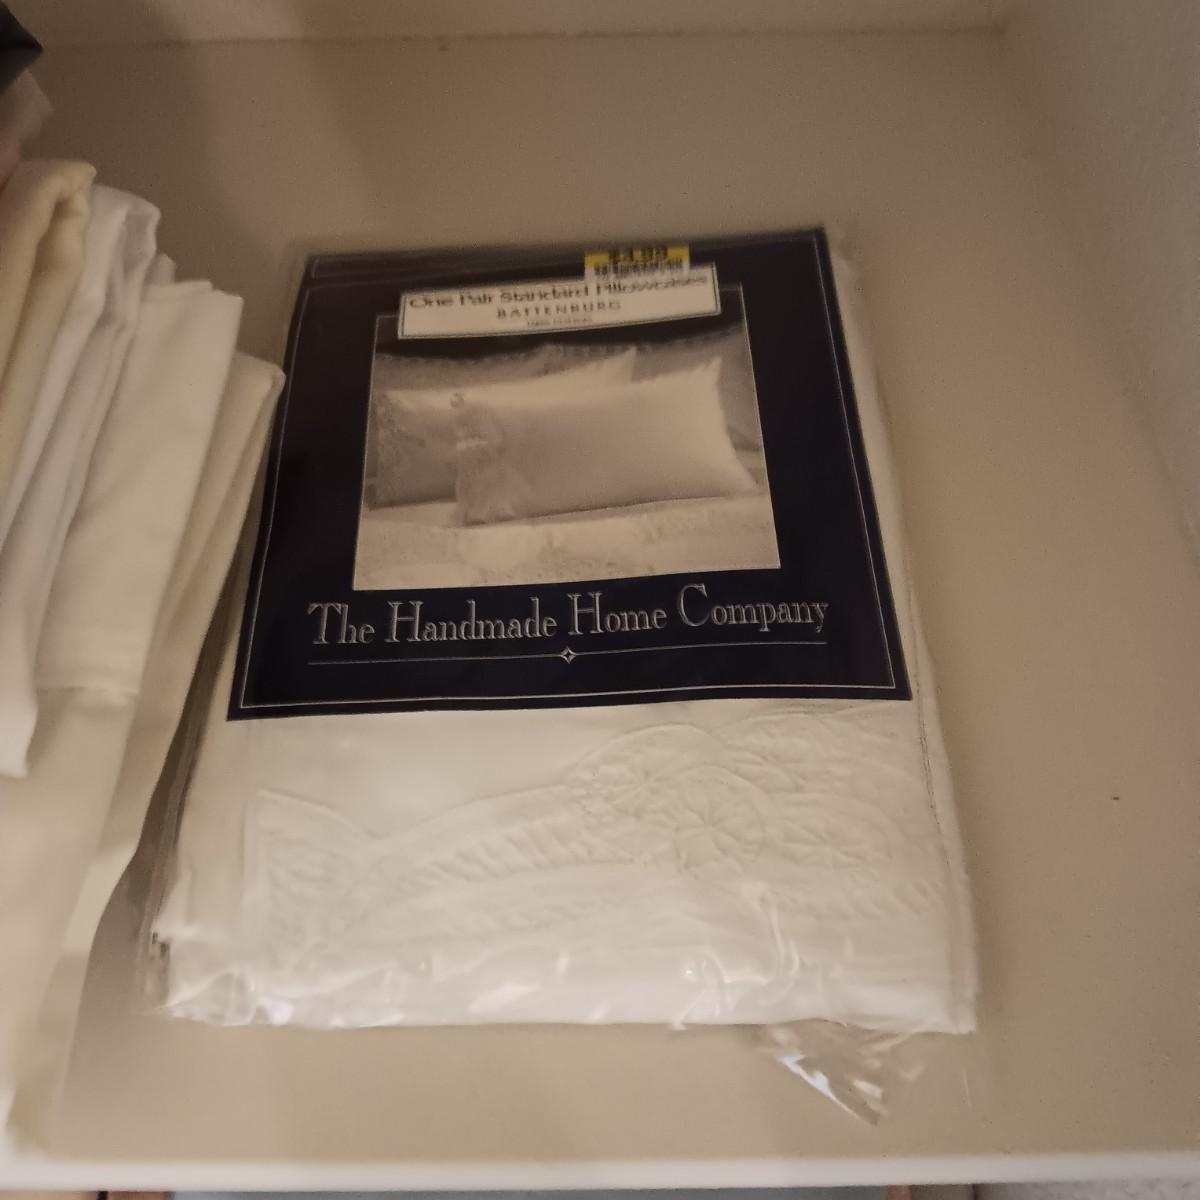 One Pair Standard Pillowcases
BATTENBURG
The Handmade Home Company